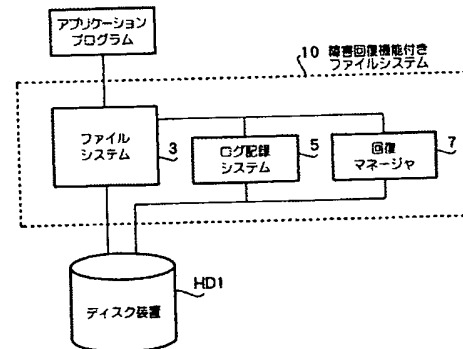 アプリケーション
プログラム
10 障害回復機能付き
ファイルシステム
ファイル
システム
3
ログ記録
システム
5
回復
マネージャ
7
HD1
ディスク装置